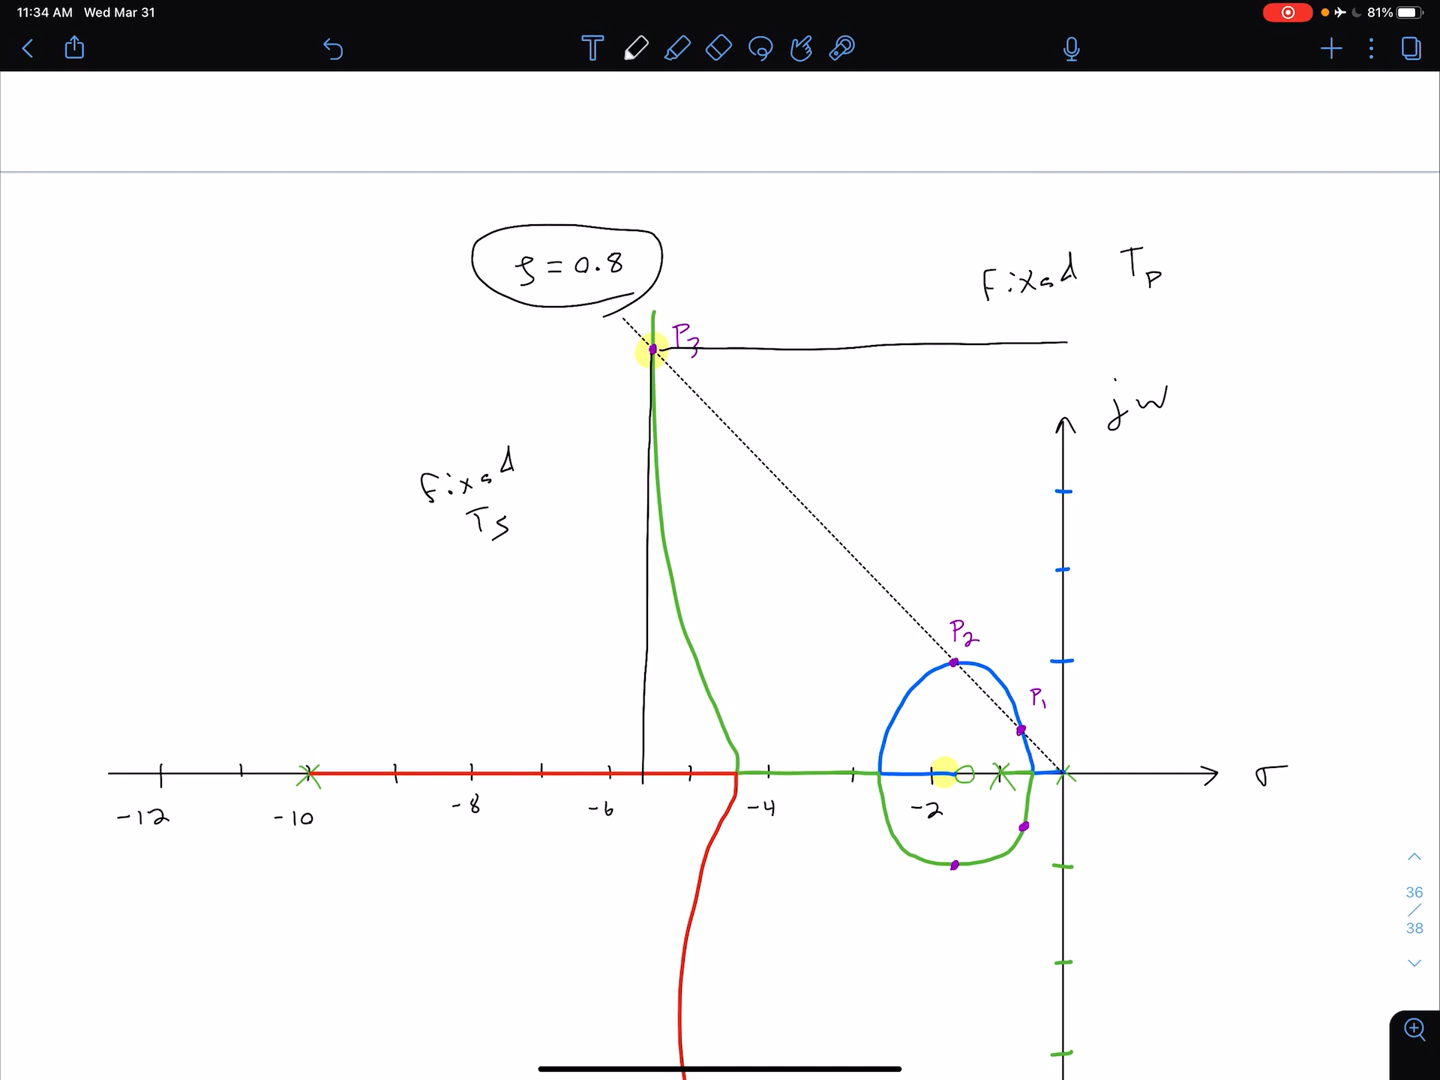 11:34 AM Wed Mar 31
81%
ζ = 0.8
Fixed Tp
P3
jw
Fixed
Ts
P2
P1
σ
-12 -10 -8 -6 -4 -2
36
/
38